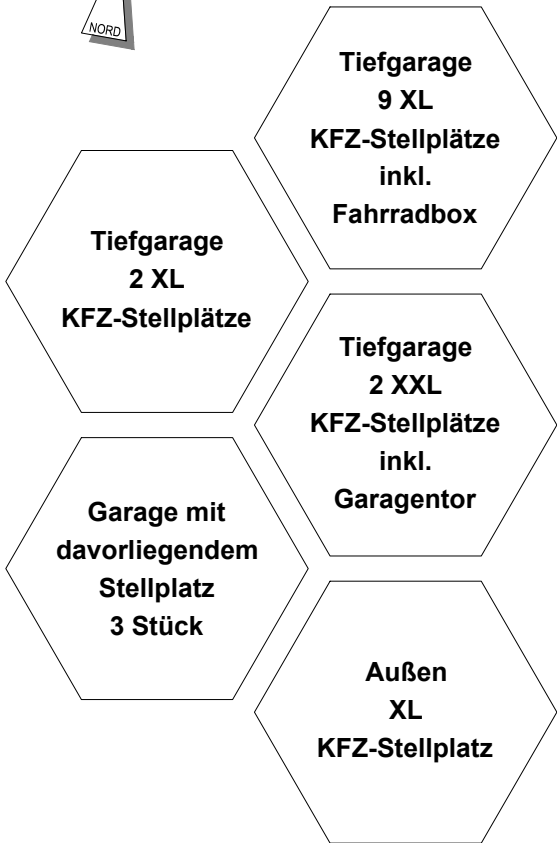 NORD
Tiefgarage
9 XL
KFZ-Stellplätze
inkl.
Fahrradbox
Tiefgarage
2 XL
KFZ-Stellplätze
Tiefgarage
2 XXL
KFZ-Stellplätze
inkl.
Garagentor
Garage mit
davorliegendem
Stellplatz
3 Stück
Außen
XL
KFZ-Stellplatz